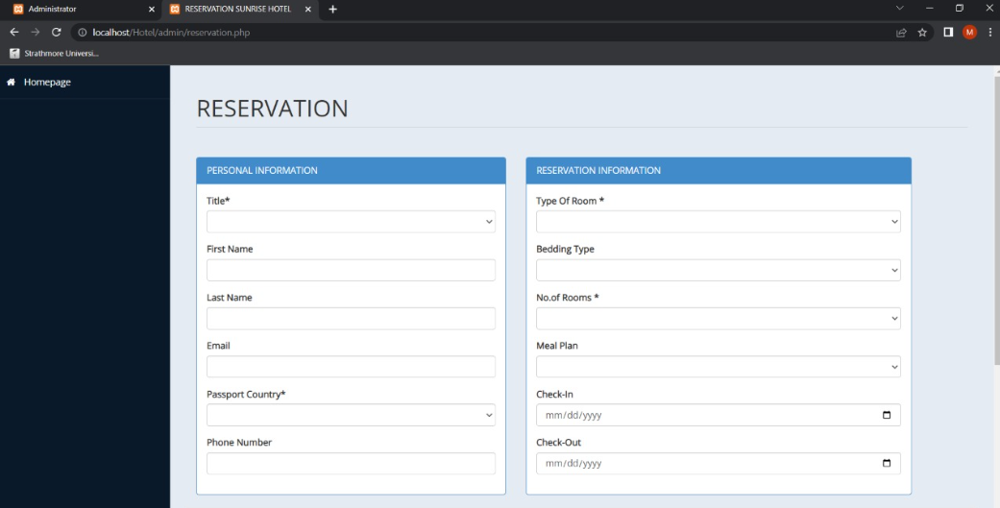 Administrator
RESERVATION SUNRISE HOTEL
localhost/Hotel/admin/reservation.php
M
Strathmore Universi...
Homepage
RESERVATION
PERSONAL INFORMATION
Title*
First Name
Last Name
Email
Passport Country*
Phone Number
RESERVATION INFORMATION
Type Of Room *
Bedding Type
No.of Rooms *
Meal Plan
Check-In
mm/dd/yyyy
Check-Out
mm/dd/yyyy